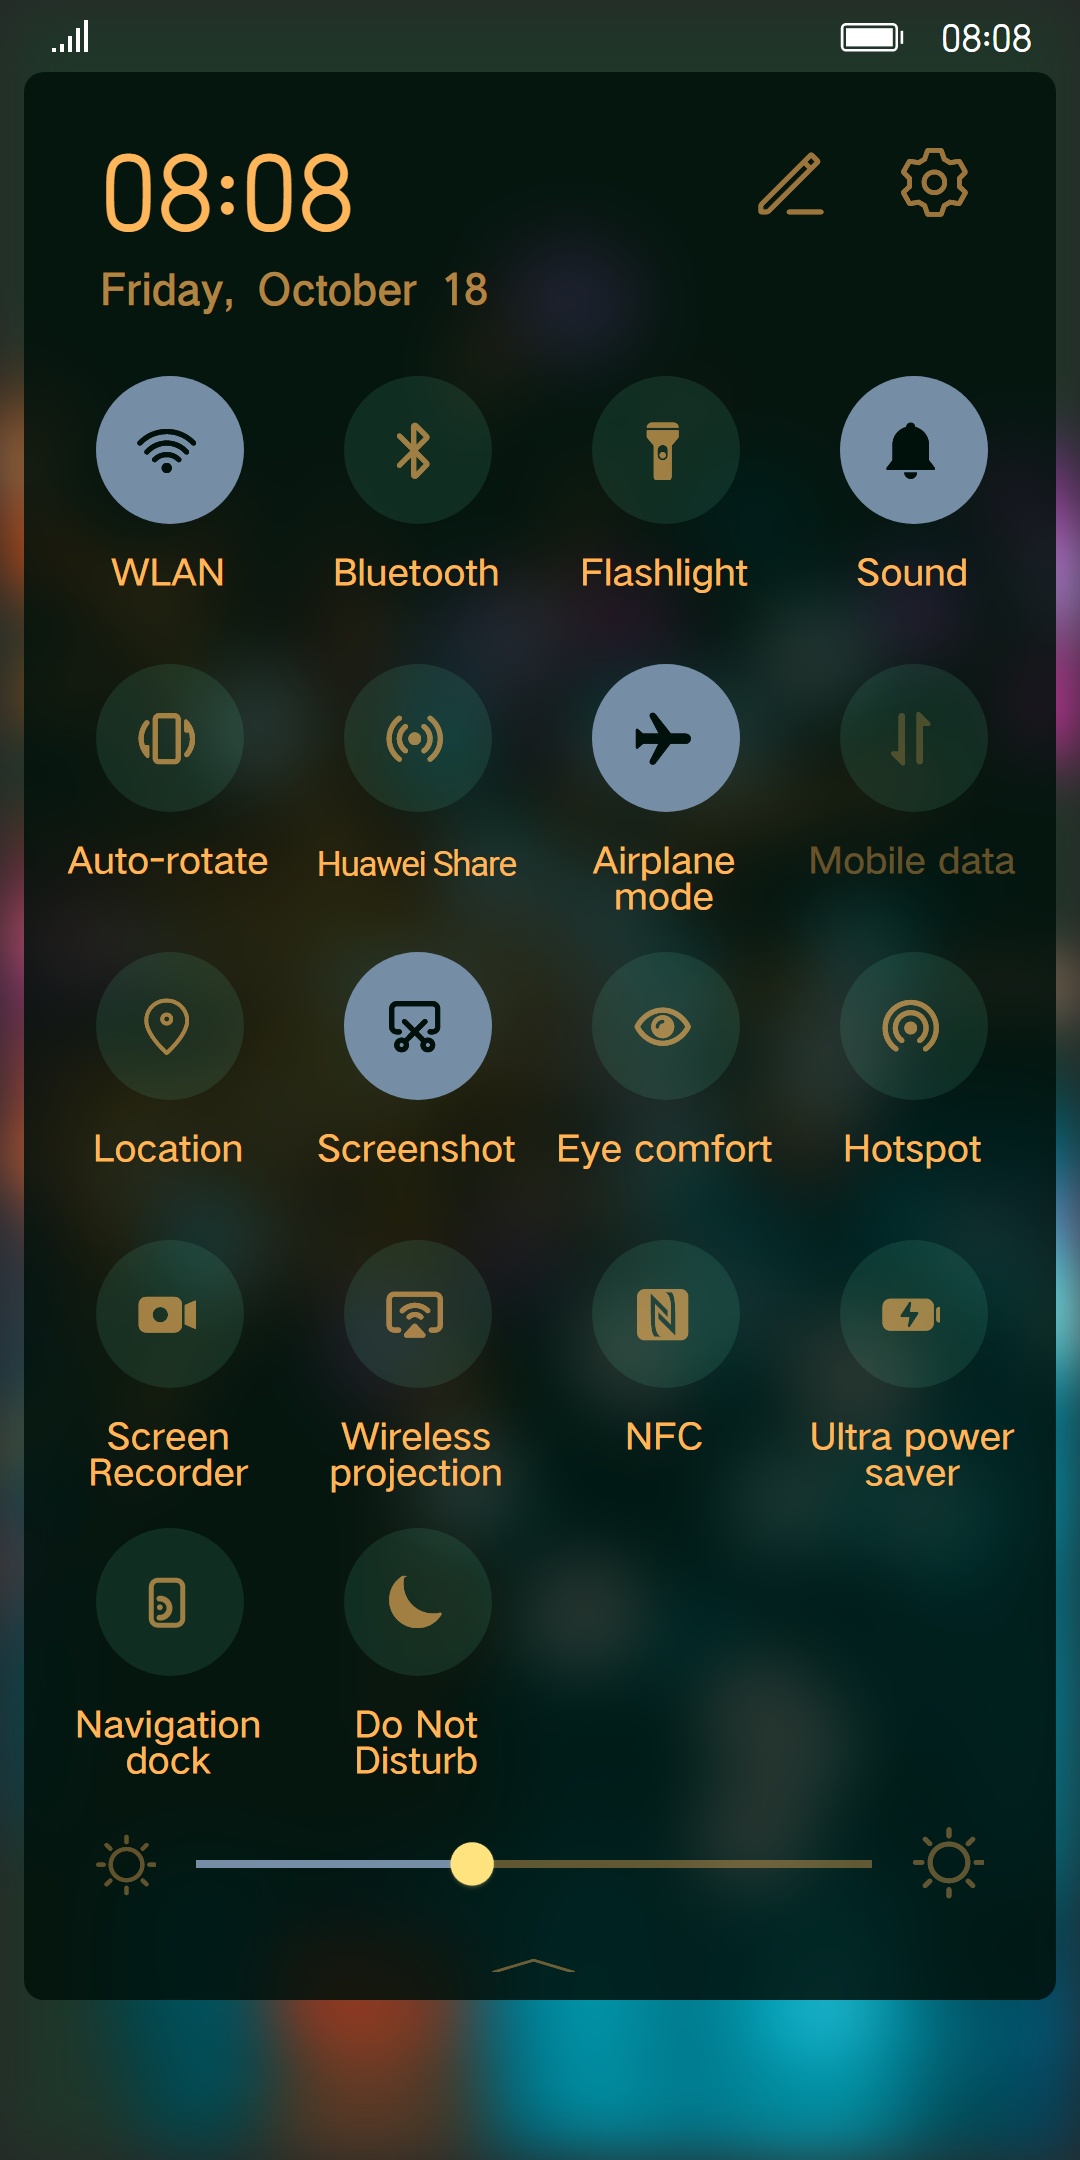 08:08
08:08
Friday, October 18
WLAN
Bluetooth
Flashlight
Sound
Auto-rotate
Huawei Share
Airplane
mode
Mobile data
Location
Screenshot
Eye comfort
Hotspot
Screen
Recorder
Wireless
projection
NFC
Ultra power
saver
Navigation
dock
Do Not
Disturb